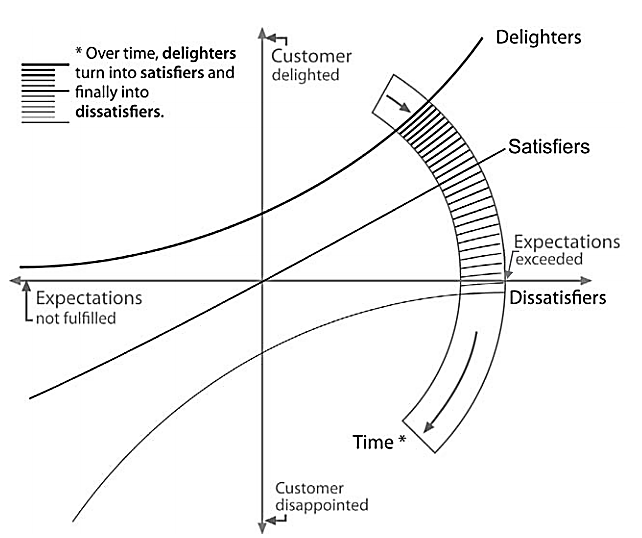 * Over time, delighters
turn into satisfiers and
finally into
dissatisfiers.
Customer
delighted
Delighters
Satisfiers
Expectations
exceeded
Expectations
not fulfilled
Dissatisfiers
Time *
Customer
disappointed